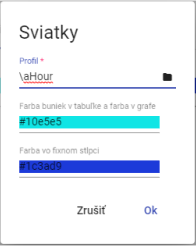 Sviatky
Profil *
\aHour
Farba buniek v tabuľke a farba v grafe
#10e5e5
Farba vo fixnom stĺpci
#1c3ad9
Zrušiť Ok